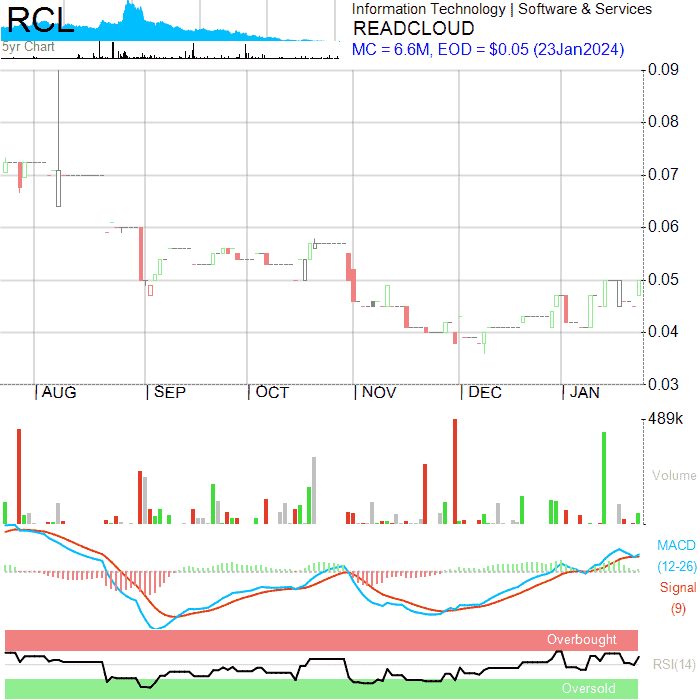 RCL
5yr Chart
Information Technology | Software & Services
READCLOUD
MC = 6.6M, EOD = $0.05 (23Jan2024)
0.09
0.08
0.07
0.06
0.05
0.04
0.03
AUG SEP OCT NOV DEC JAN
489k
Volume
MACD
(12-26)
Signal
(9)
Overbought
RSI(14)
Oversold